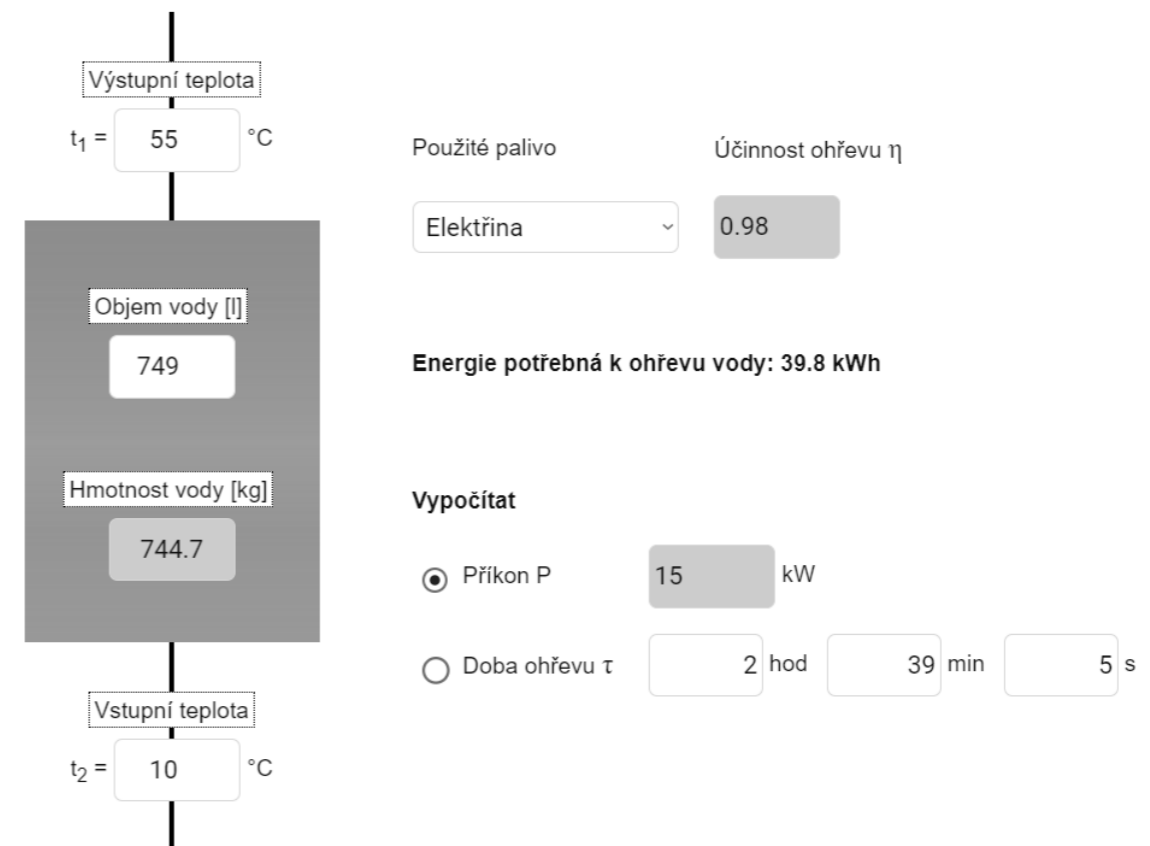 Výstupní teplota
t₁ = 55 °C
Použité palivo Účinnost ohřevu η
Elektřina 0.98
Objem vody [l]
749
Energie potřebná k ohřevu vody: 39.8 kWh
Hmotnost vody [kg]
744.7
Vypočítat
Příkon P 15 kW
Doba ohřevu τ 2 hod 39 min 5 s
Vstupní teplota
t₂ = 10 °C